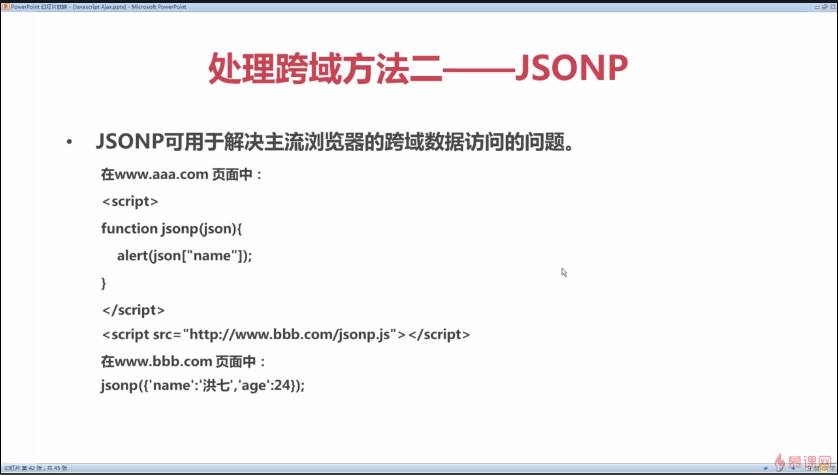 PowerPoint 幻灯片放映 - [Javascript Ajax.pptx] - Microsoft PowerPoint
处理跨域方法二——JSONP
• JSONP可用于解决主流浏览器的跨域数据访问的问题。
在www.aaa.com 页面中：
<script>
function jsonp(json){
alert(json["name"]);
}
</script>
<script src="http://www.bbb.com/jsonp.js"></script>
在www.bbb.com 页面中：
jsonp({'name':'洪七','age':24});
幻灯片 第 42 张，共 45 张
慕课网